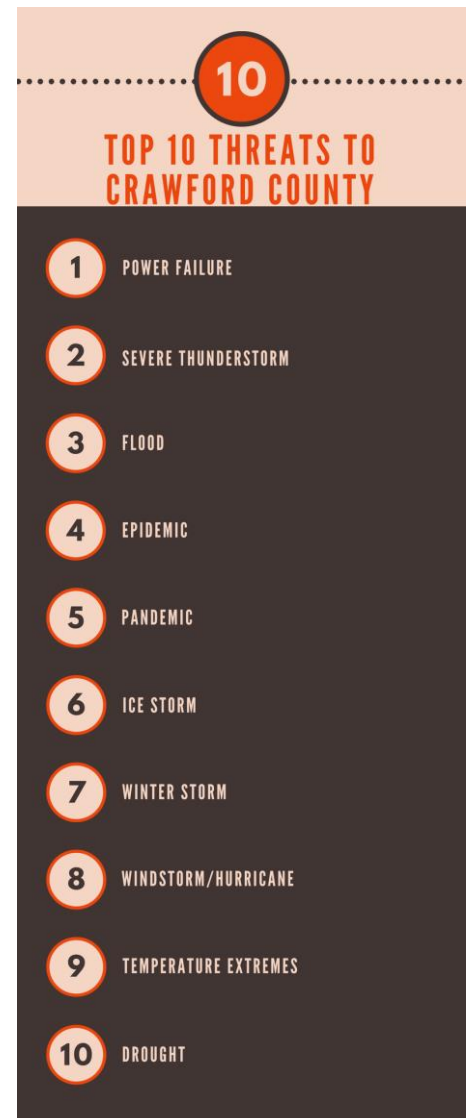 10
TOP 10 THREATS TO
CRAWFORD COUNTY
1 POWER FAILURE
2 SEVERE THUNDERSTORM
3 FLOOD
4 EPIDEMIC
5 PANDEMIC
6 ICE STORM
7 WINTER STORM
8 WINDSTORM/HURRICANE
9 TEMPERATURE EXTREMES
10 DROUGHT